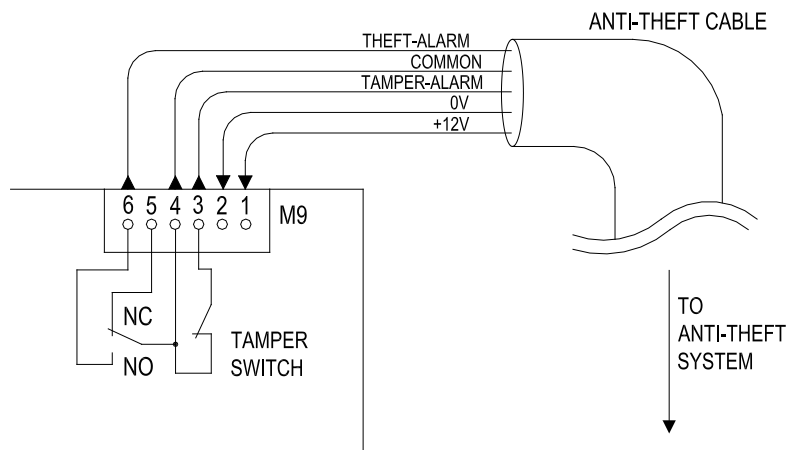 ANTI-THEFT CABLE
THEFT-ALARM
COMMON
TAMPER-ALARM
0V
+12V
6 5 4 3 2 1
M9
NC
NO
TAMPER
SWITCH
TO
ANTI-THEFT
SYSTEM